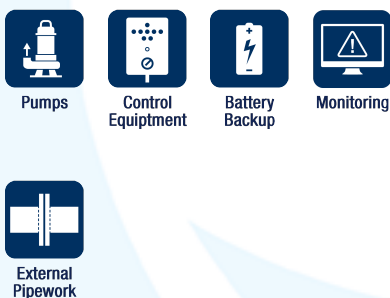 Pumps
Control
Equiptment
Battery
Backup
Monitoring
External
Pipework